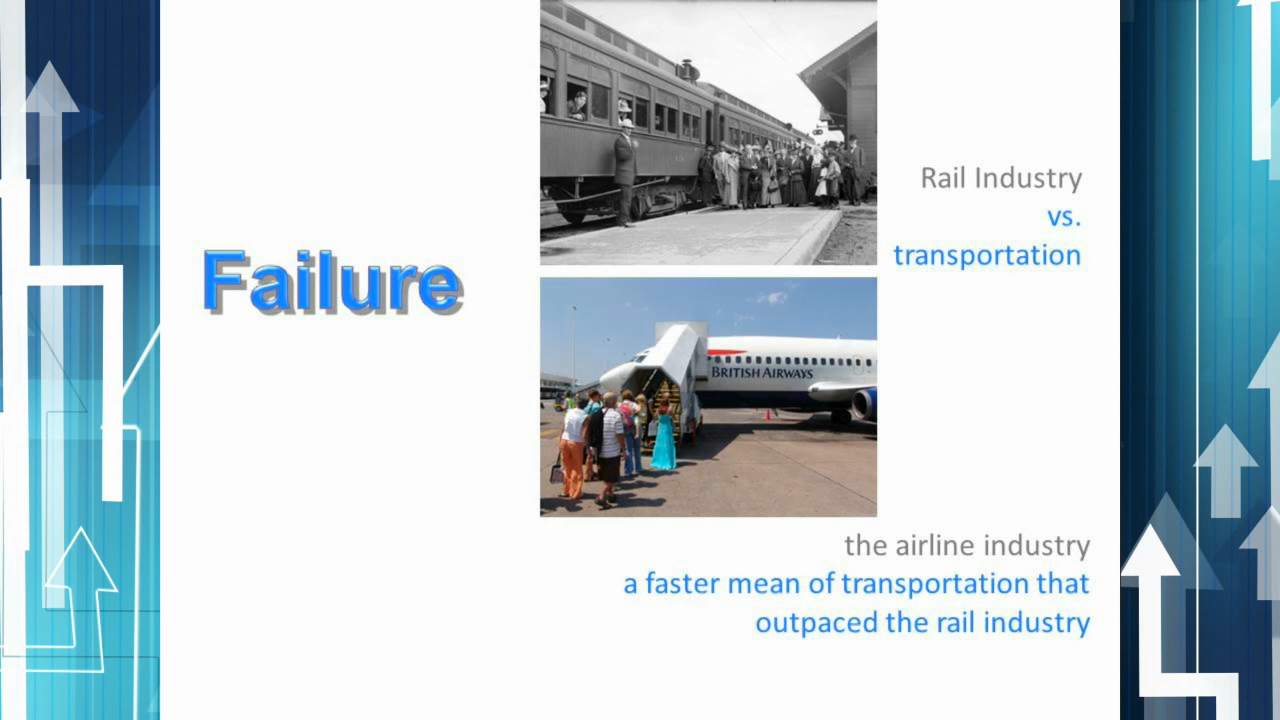 Failure
Rail Industry
vs.
transportation
BRITISH AIRWAYS
the airline industry
a faster mean of transportation that
outpaced the rail industry